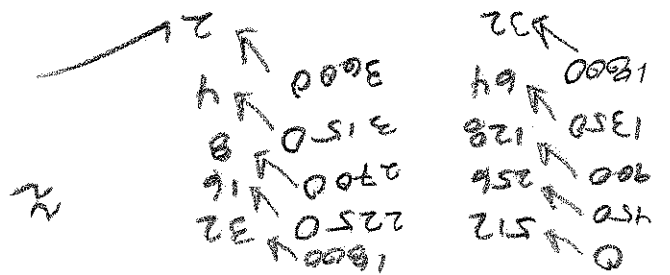 0 → 512 1800 → 32
450 → 256 2250 → 16
900 → 128 2700 → 8
1350 → 64 3150 → 4
1800 → 32 3600 → 2